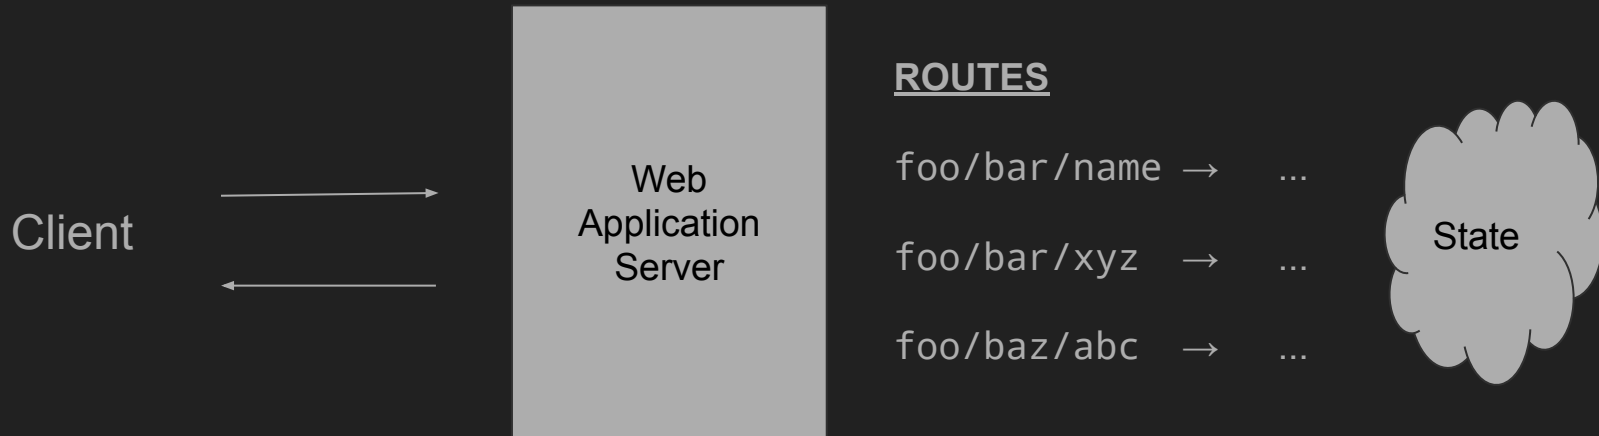 Client
Web
Application
Server
ROUTES
foo/bar/name → ...
foo/bar/xyz → ...
foo/baz/abc → ...
State